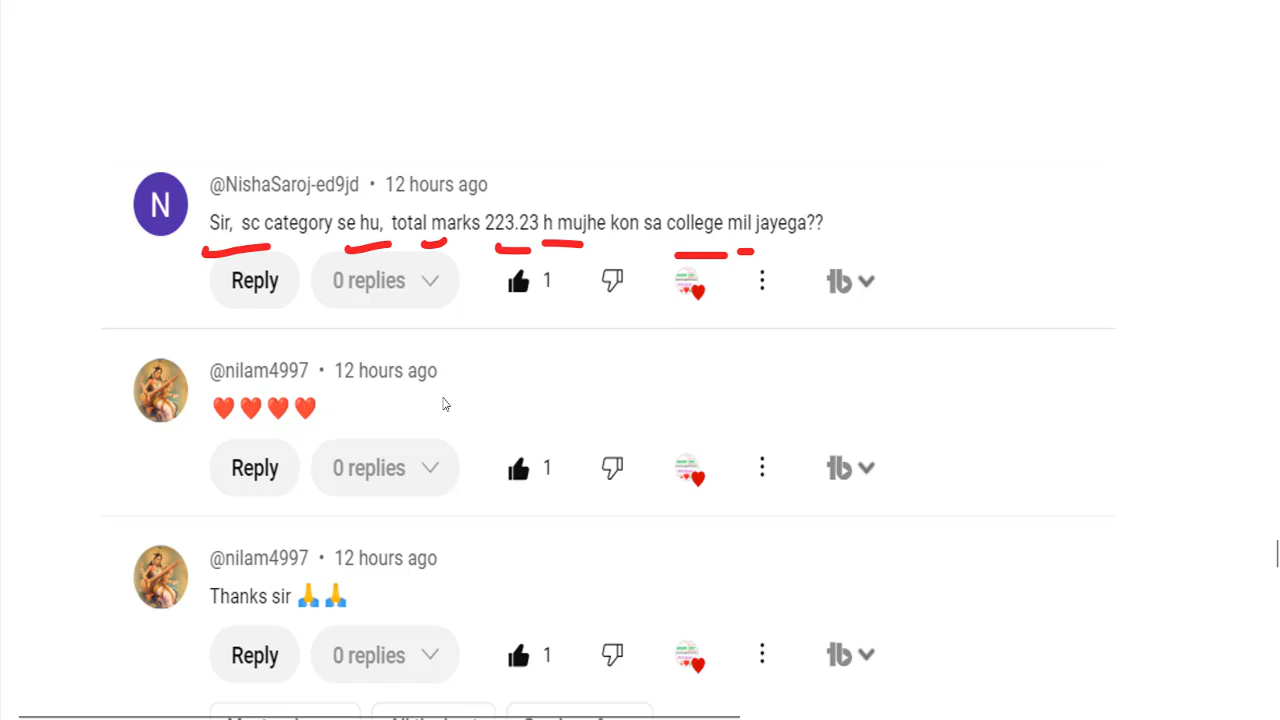 N
@NishaSaroj-ed9jd • 12 hours ago
Sir, sc category se hu, total marks 223.23 h mujhe kon sa college mil jayega??
Reply 0 replies 1
@nilam4997 • 12 hours ago
❤️❤️❤️❤️
Reply 0 replies 1
@nilam4997 • 12 hours ago
Thanks sir 🙏🙏
Reply 0 replies 1